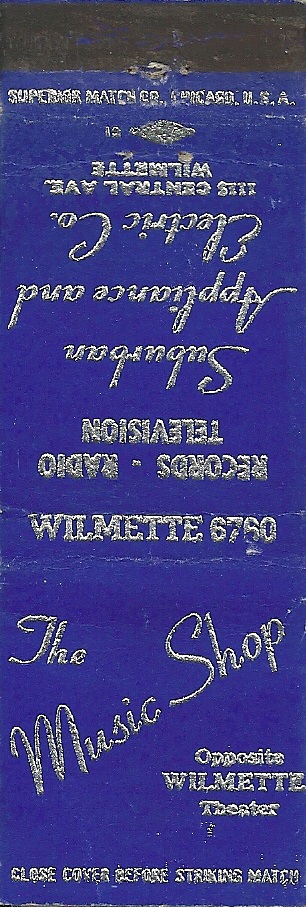 SUPERIOR MATCH CO., CHICAGO, U. S. A.
Suburban
Appliance and
Electric Co.
1115 CENTRAL AVE.
WILMETTE
RECORDS - RADIO
TELEVISION
WILMETTE 6760
The
Music Shop
Opposite
WILMETTE
Theater
CLOSE COVER BEFORE STRIKING MATCH